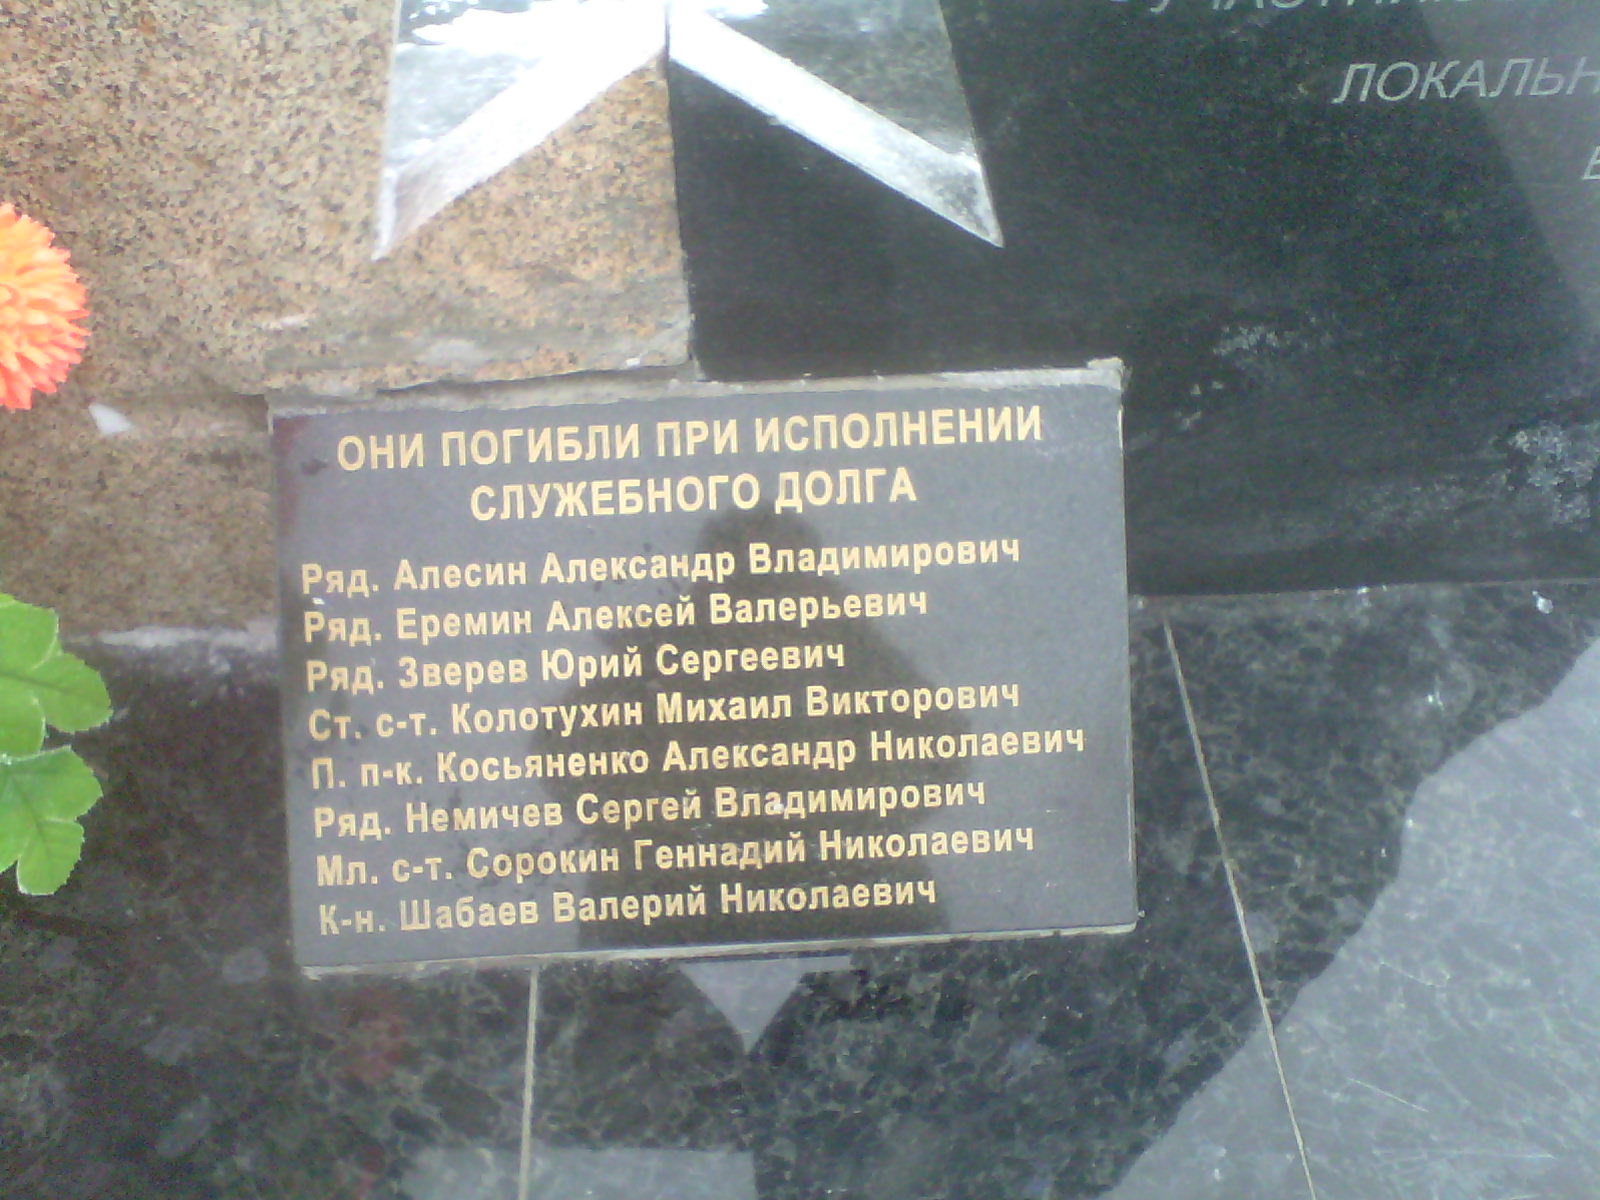 ЛОКАЛЬН
ОНИ ПОГИБЛИ ПРИ ИСПОЛНЕНИИ
СЛУЖЕБНОГО ДОЛГА
Ряд. Алесин Александр Владимирович
Ряд. Еремин Алексей Валерьевич
Ряд. Зверев Юрий Сергеевич
Ст. с-т. Колотухин Михаил Викторович
П. п-к. Косьяненко Александр Николаевич
Ряд. Немичев Сергей Владимирович
Мл. с-т. Сорокин Геннадий Николаевич
К-н. Шабаев Валерий Николаевич